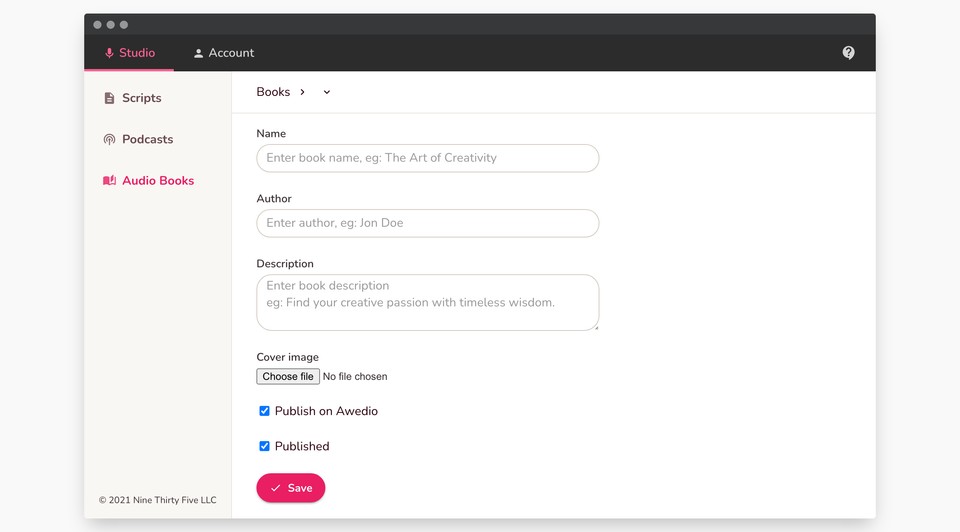 Studio
Account
Scripts
Podcasts
Audio Books
© 2021 Nine Thirty Five LLC
Books
Name
Enter book name, eg: The Art of Creativity
Author
Enter author, eg: Jon Doe
Description
Enter book description
eg: Find your creative passion with timeless wisdom.
Cover image
Choose file No file chosen
Publish on Awedio
Published
Save